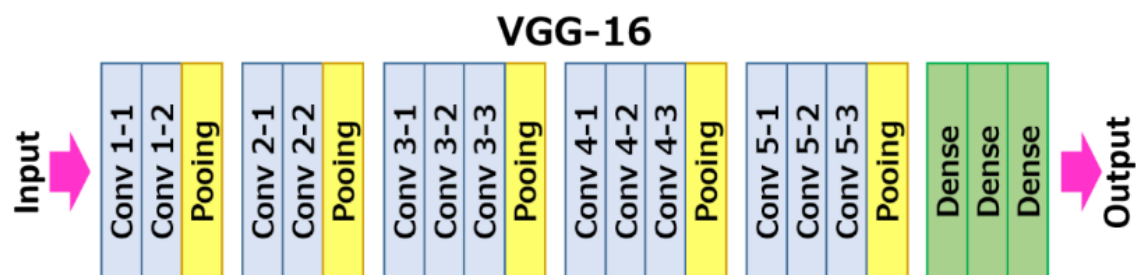 VGG-16
Input
Conv 1-1
Conv 1-2
Pooing
Conv 2-1
Conv 2-2
Pooing
Conv 3-1
Conv 3-2
Conv 3-3
Pooing
Conv 4-1
Conv 4-2
Conv 4-3
Pooing
Conv 5-1
Conv 5-2
Conv 5-3
Pooing
Dense
Dense
Dense
Output